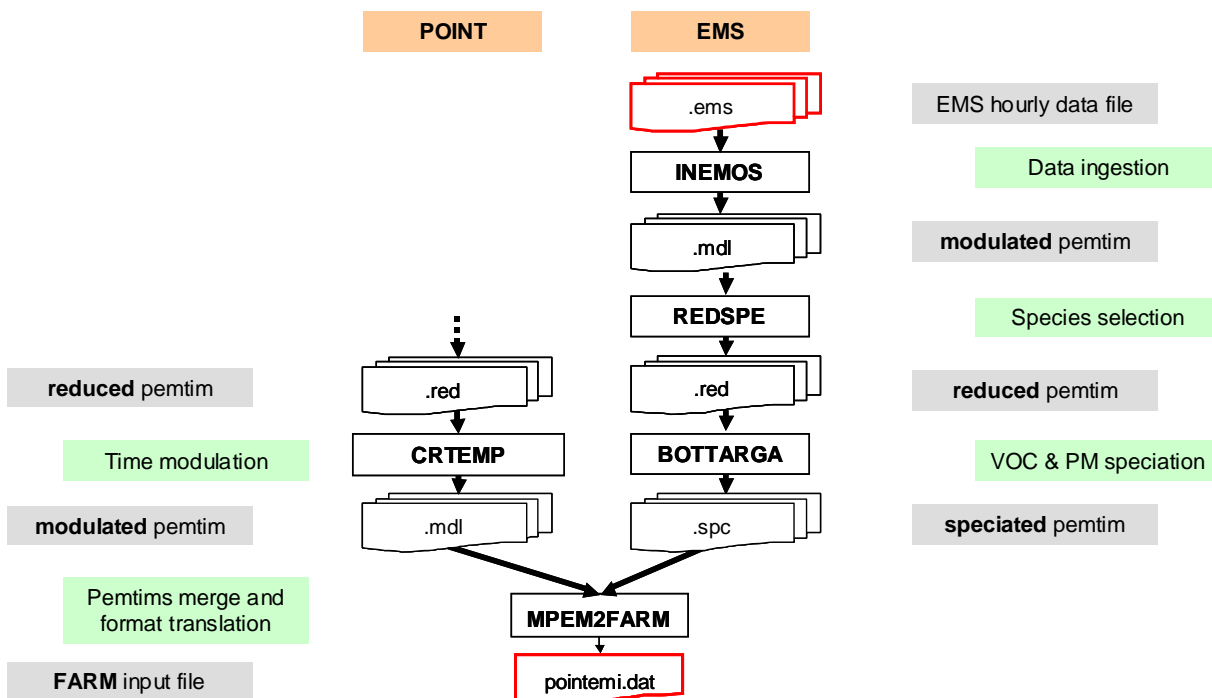 POINT
EMS
.ems
EMS hourly data file
INEMOS
Data ingestion
.mdl
modulated pemtim
REDSPE
Species selection
reduced pemtim
.red
.red
reduced pemtim
Time modulation
CRTEMP
BOTTARGA
VOC & PM speciation
modulated pemtim
.mdl
.spc
speciated pemtim
Pemtims merge and
format translation
MPEM2FARM
FARM input file
pointemi.dat